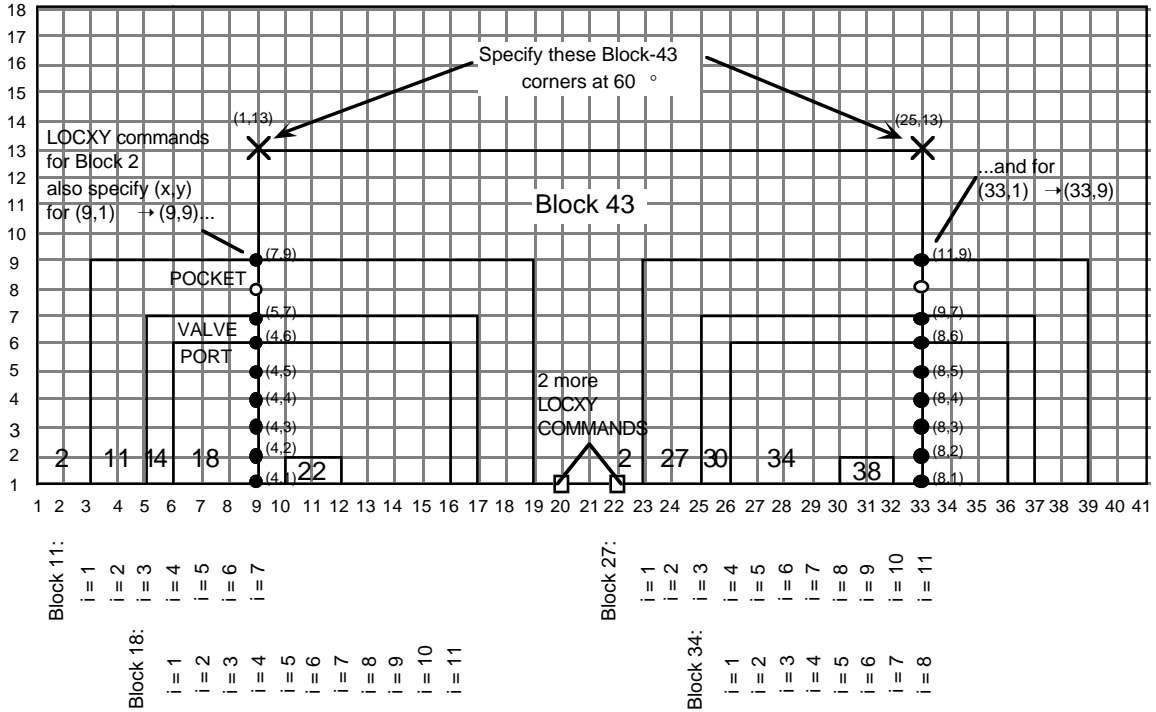 18
17
16
15
14
13
12
11
10
9
8
7
6
5
4
3
2
1
Specify these Block-43
corners at 60 °
(1,13)
(25,13)
LOCXY commands
for Block 2
also specify (x,y)
for (9,1) → (9,9)...
...and for
(33,1) → (33,9)
Block 43
(7,9)
(11,9)
POCKET
(5,7)
(9,7)
VALVE
PORT
(4,6)
(8,6)
(4,5)
(8,5)
(4,4)
(8,4)
(4,3)
(8,3)
(4,2)
(8,2)
(4,1)
(8,1)
2 more
LOCXY
COMMANDS
2 11 14 18 22 2 27 30 34 38
1 2 3 4 5 6 7 8 9 10 11 12 13 14 15 16 17 18 19 20 21 22 23 24 25 26 27 28 29 30 31 32 33 34 35 36 37 38 39 40 41
Block 11:
i = 1
i = 2
i = 3
i = 4
i = 5
i = 6
i = 7
Block 27:
i = 1
i = 2
i = 3
i = 4
i = 5
i = 6
i = 7
i = 8
i = 9
i = 10
i = 11
Block 18:
i = 1
i = 2
i = 3
i = 4
i = 5
i = 6
i = 7
i = 8
i = 9
i = 10
i = 11
Block 34:
i = 1
i = 2
i = 3
i = 4
i = 5
i = 6
i = 7
i = 8